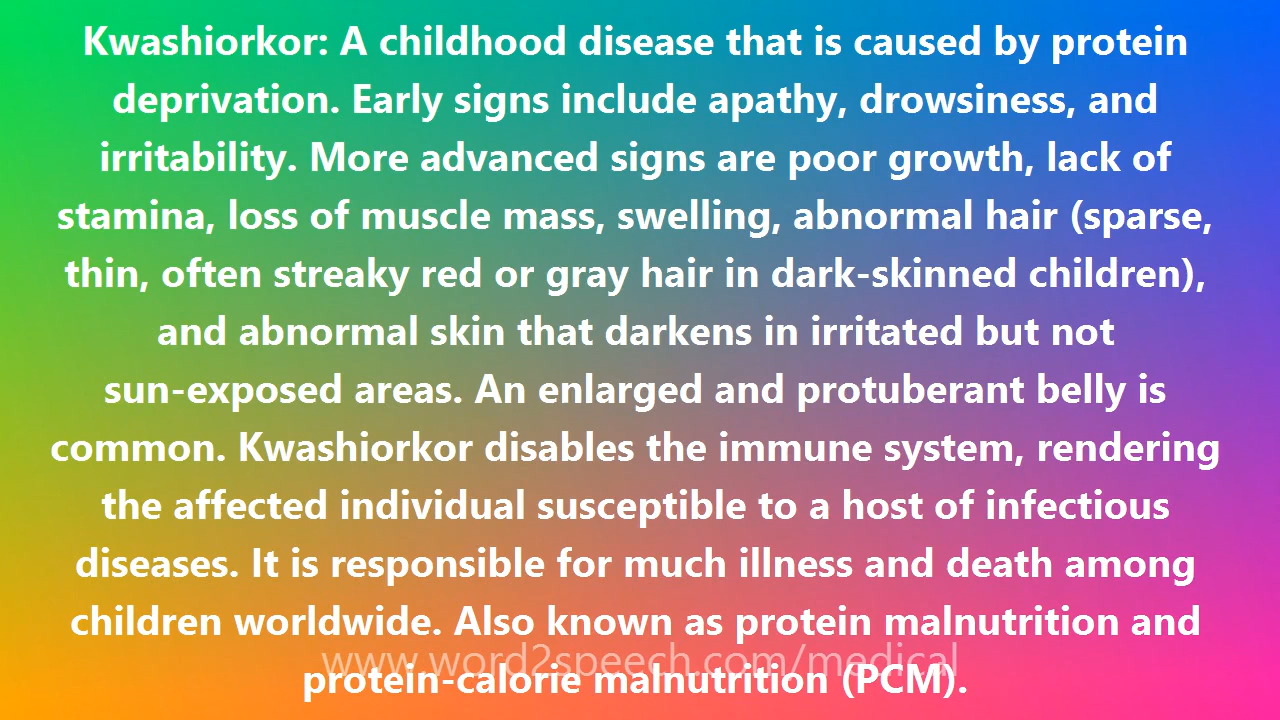 Kwashiorkor: A childhood disease that is caused by protein
deprivation. Early signs include apathy, drowsiness, and
irritability. More advanced signs are poor growth, lack of
stamina, loss of muscle mass, swelling, abnormal hair (sparse,
thin, often streaky red or gray hair in dark-skinned children),
and abnormal skin that darkens in irritated but not
sun-exposed areas. An enlarged and protuberant belly is
common. Kwashiorkor disables the immune system, rendering
the affected individual susceptible to a host of infectious
diseases. It is responsible for much illness and death among
children worldwide. Also known as protein malnutrition and
www.word2speech.com/medical
protein-calorie malnutrition (PCM).